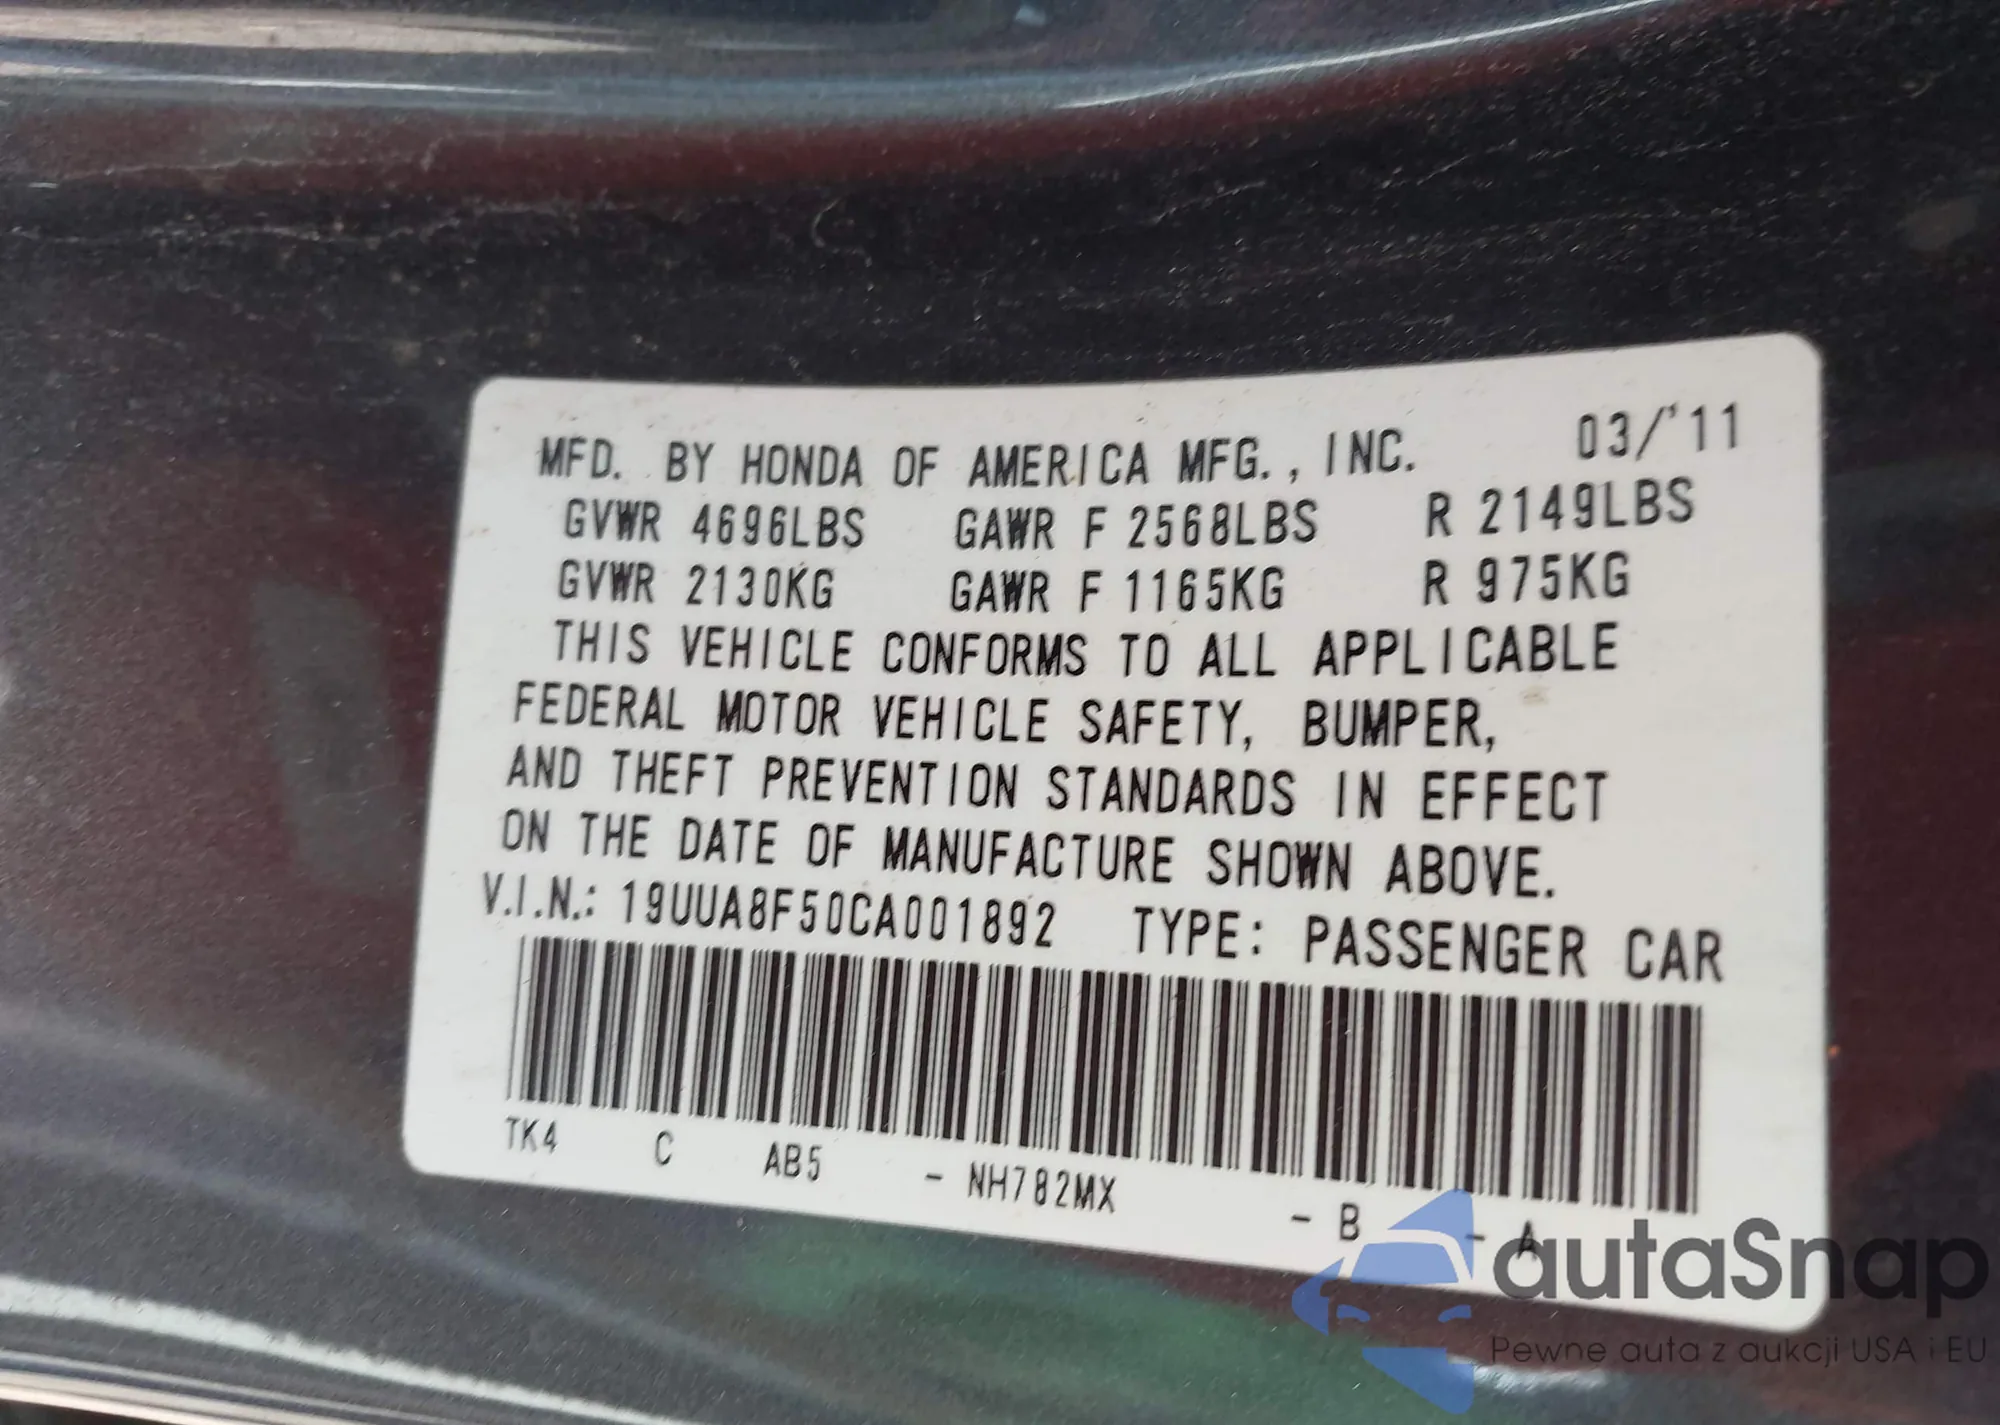 MFD. BY HONDA OF AMERICA MFG., INC. 03/'11
GVWR 4696LBS GAWR F 2568LBS R 2149LBS
GVWR 2130KG GAWR F 1165KG R 975KG
THIS VEHICLE CONFORMS TO ALL APPLICABLE
FEDERAL MOTOR VEHICLE SAFETY, BUMPER,
AND THEFT PREVENTION STANDARDS IN EFFECT
ON THE DATE OF MANUFACTURE SHOWN ABOVE.
V.I.N.: 19UUA8F50CA001892 TYPE: PASSENGER CAR
TK4 C AB5 - NH782MX - B - A
autaSnap
Pewne auta z aukcji USA i EU